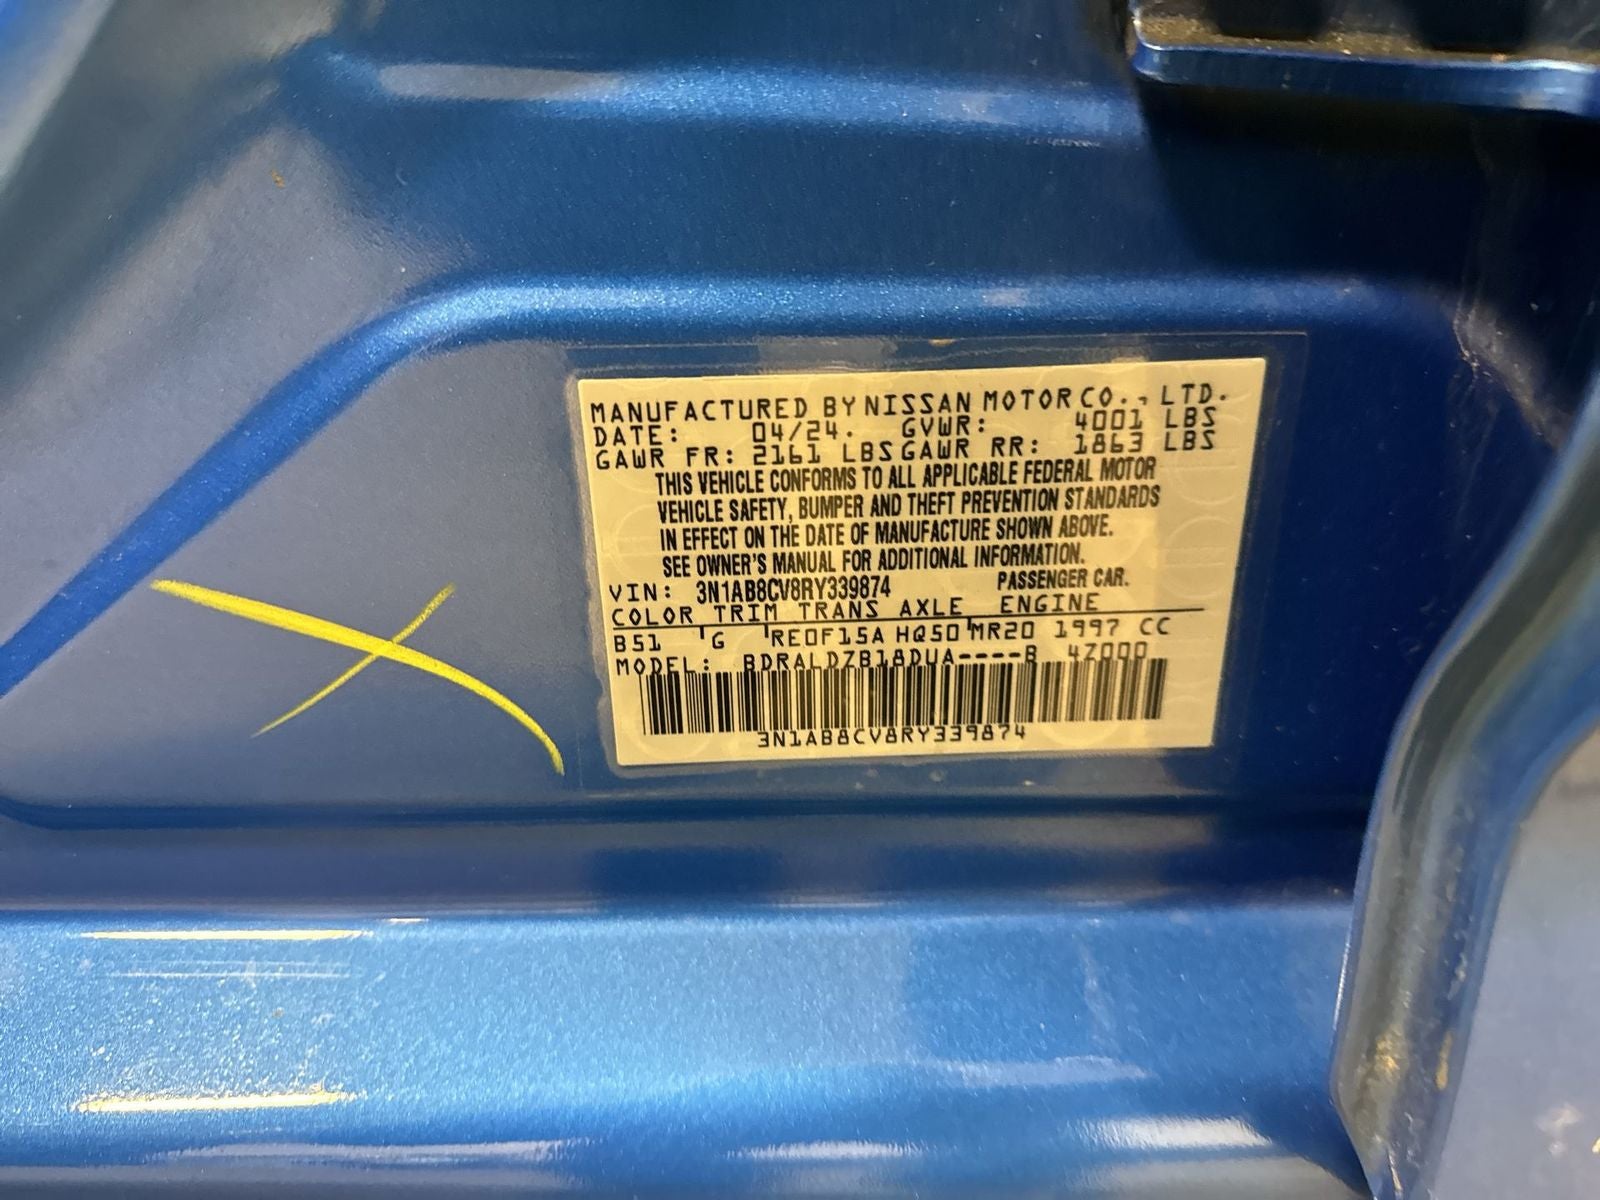 MANUFACTURED BY NISSAN MOTOR CO., LTD.
DATE: 04/24. GVWR: 4001 LBS
GAWR FR: 2161 LBS GAWR RR: 1863 LBS
THIS VEHICLE CONFORMS TO ALL APPLICABLE FEDERAL MOTOR
VEHICLE SAFETY, BUMPER AND THEFT PREVENTION STANDARDS
IN EFFECT ON THE DATE OF MANUFACTURE SHOWN ABOVE.
SEE OWNER'S MANUAL FOR ADDITIONAL INFORMATION.
VIN: 3N1AB8CV8RY339874 PASSENGER CAR.
COLOR TRIM TRANS AXLE ENGINE
B51 G RE0F15A HQ50 MR20 1997 CC
MODEL: BDRALDZB18DUA----B 4Z000
3N1AB8CV8RY339874